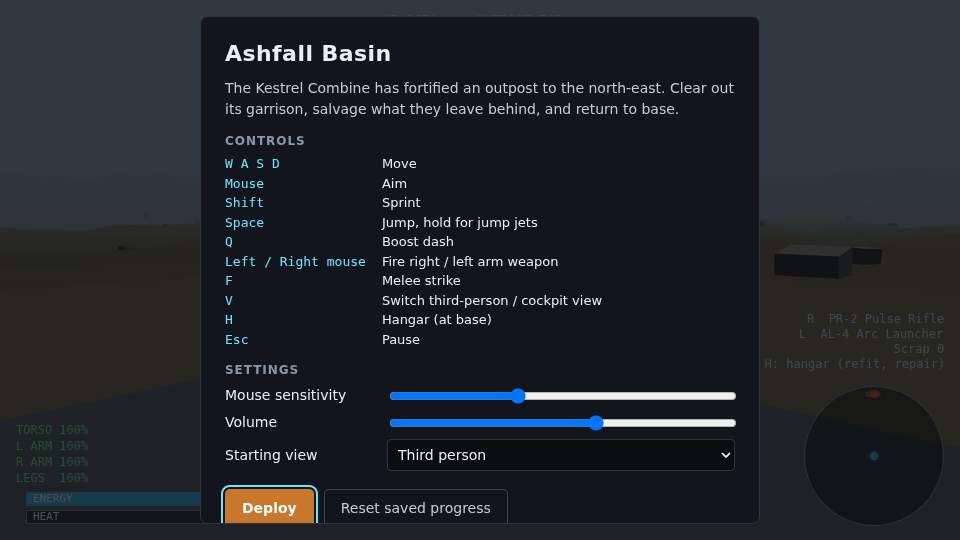 Ashfall Basin
The Kestrel Combine has fortified an outpost to the north-east. Clear out
its garrison, salvage what they leave behind, and return to base.
CONTROLS
W A S D Move
Mouse Aim
Shift Sprint
Space Jump, hold for jump jets
Q Boost dash
Left / Right mouse Fire right / left arm weapon
F Melee strike
V Switch third-person / cockpit view
H Hangar (at base)
Esc Pause
SETTINGS
Mouse sensitivity
Volume
Starting view Third person
Deploy Reset saved progress
R PR-2 Pulse Rifle
L AL-4 Arc Launcher
Scrap 0
H: hangar (refit, repair)
TORSO 100%
L ARM 100%
R ARM 100%
LEGS 100%
ENERGY
HEAT